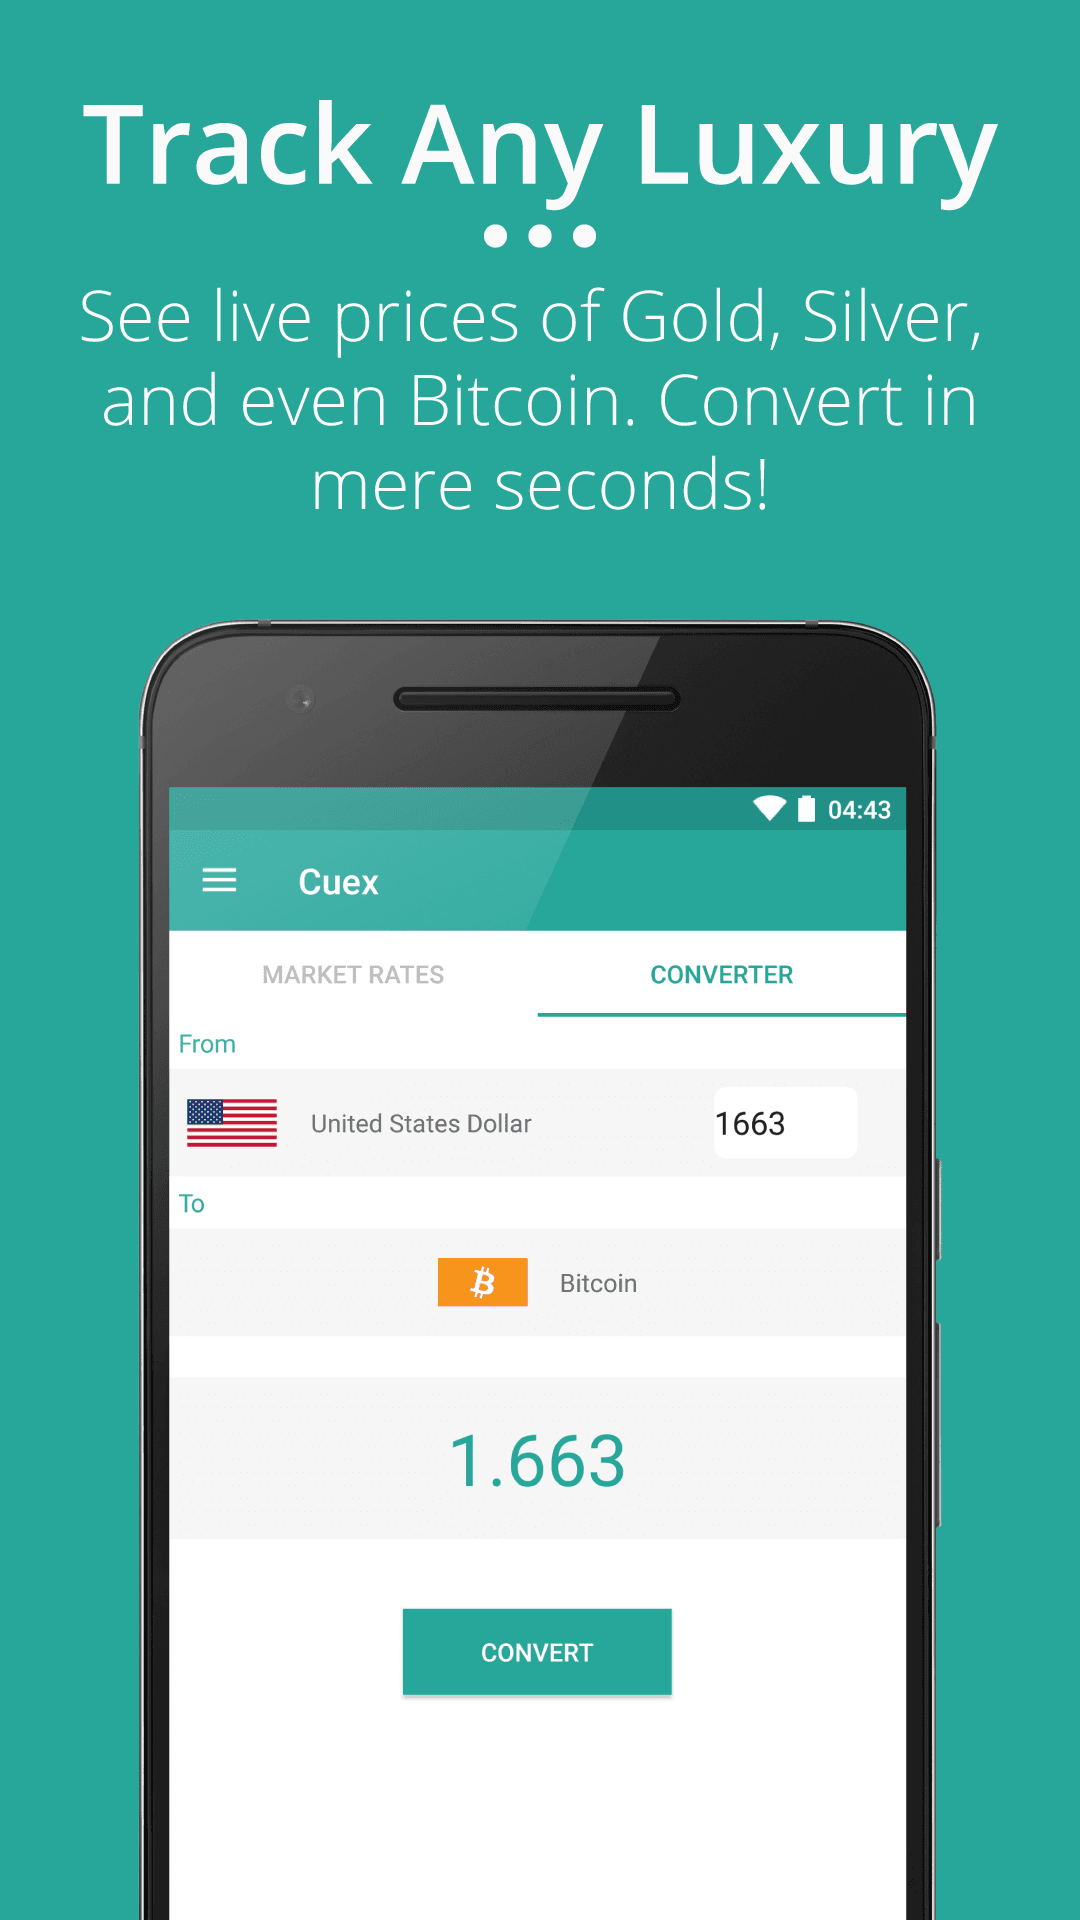 Track Any Luxury
See live prices of Gold, Silver,
and even Bitcoin. Convert in
mere seconds!
04:43
Cuex
MARKET RATES
CONVERTER
From
United States Dollar
1663
To
Bitcoin
1.663
CONVERT